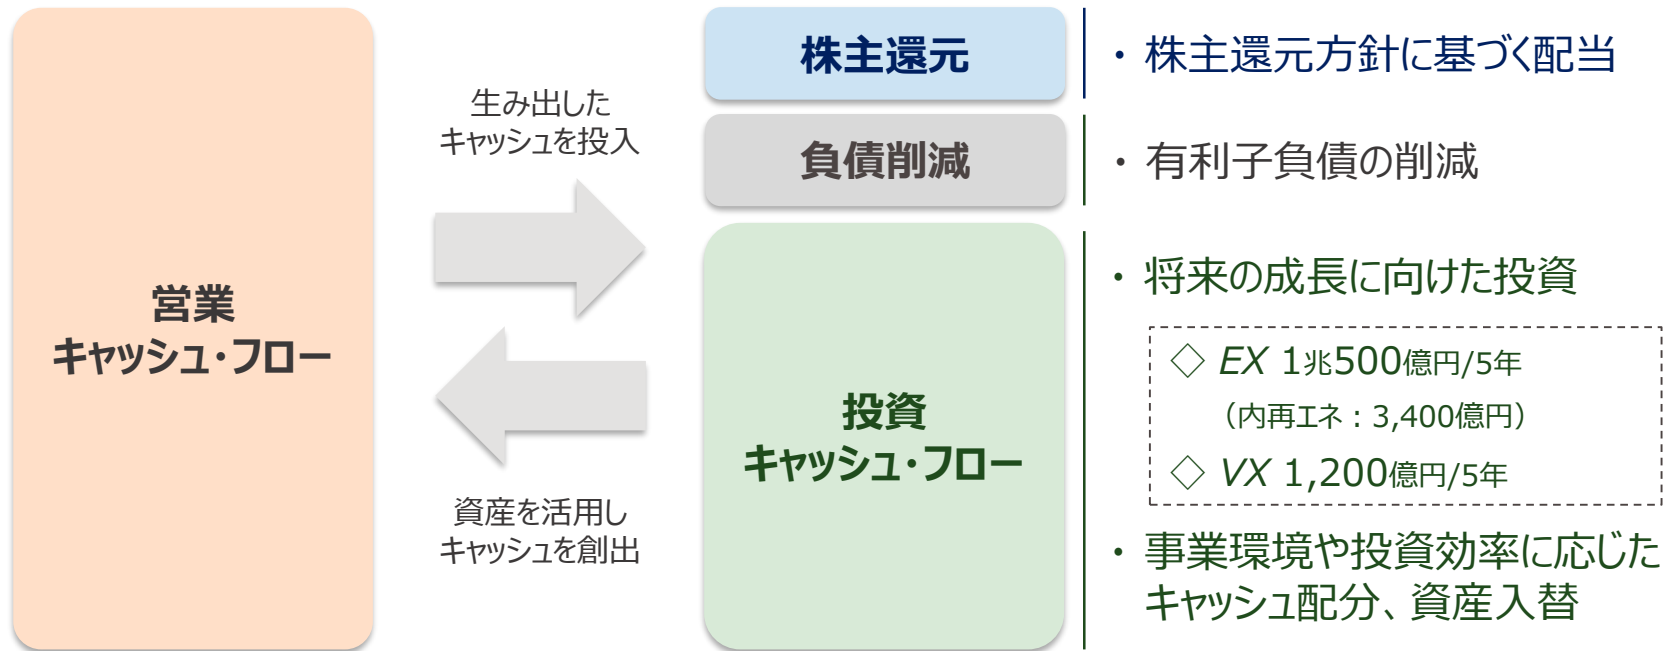 営業
キャッシュ・フロー
生み出した
キャッシュを投入
資産を活用し
キャッシュを創出
株主還元
・ 株主還元方針に基づく配当
負債削減
・ 有利子負債の削減
投資
キャッシュ・フロー
・ 将来の成長に向けた投資
◇ EX 1兆500億円/5年
（内再エネ：3,400億円）
◇ VX 1,200億円/5年
・ 事業環境や投資効率に応じた
キャッシュ配分、資産入替